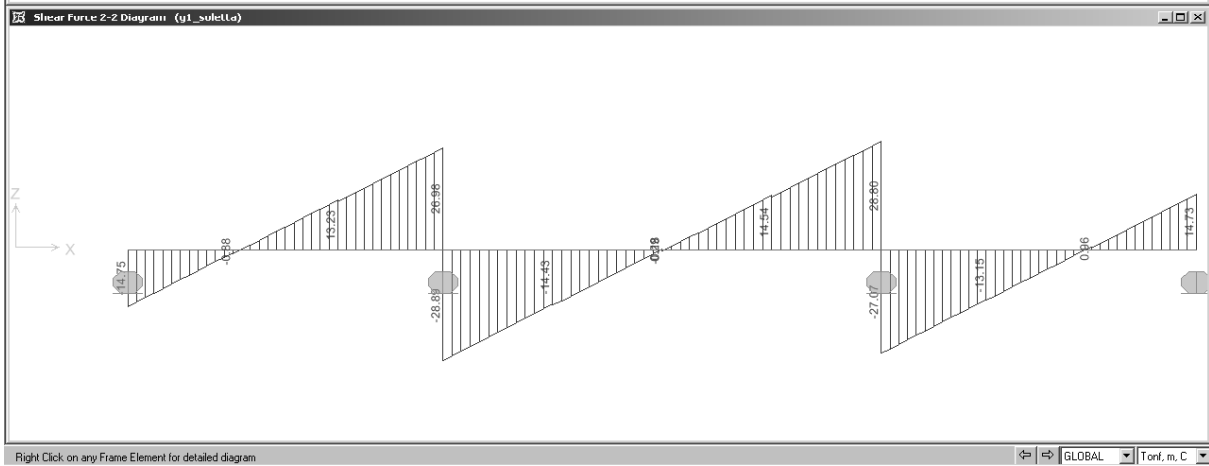 Shear Force 2-2 Diagram (y1_suletta)
Z
X
-14.75
-0.88
13.23
26.98
-28.89
-14.43
14.54
28.80
-27.07
-13.15
0.96
14.73
Right Click on any Frame Element for detailed diagram
GLOBAL
Tonf, m, C